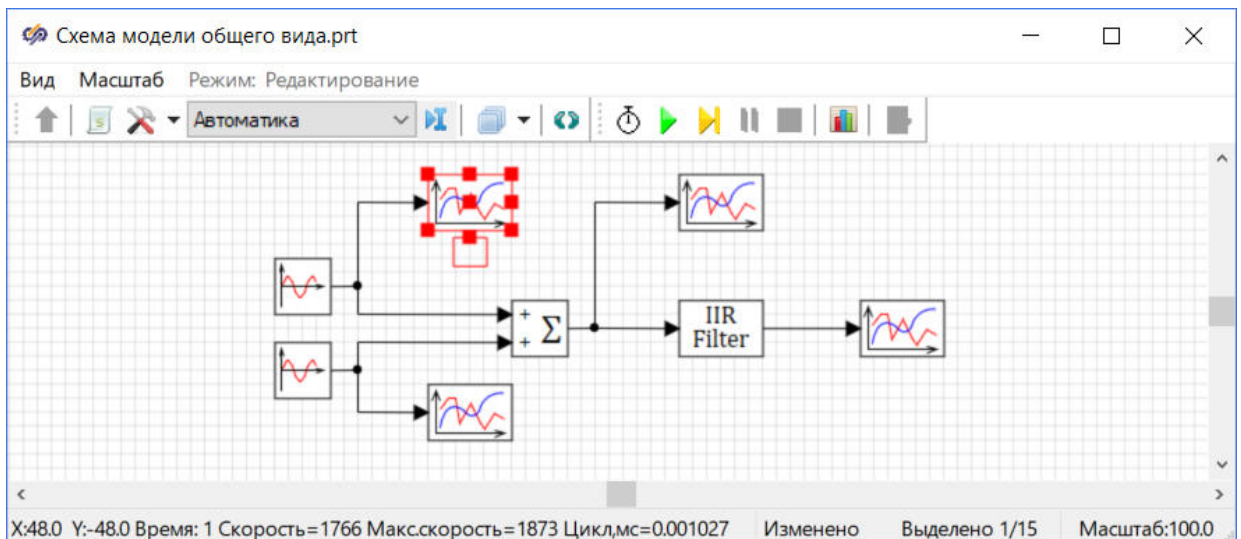 Схема модели общего вида.prt
Вид Масштаб Режим: Редактирование
Автоматика
+
+ Σ
IIR
Filter
X:48.0 Y:-48.0 Время: 1 Скорость=1766 Макс.скорость=1873 Цикл,мс=0.001027 Изменено Выделено 1/15 Масштаб:100.0